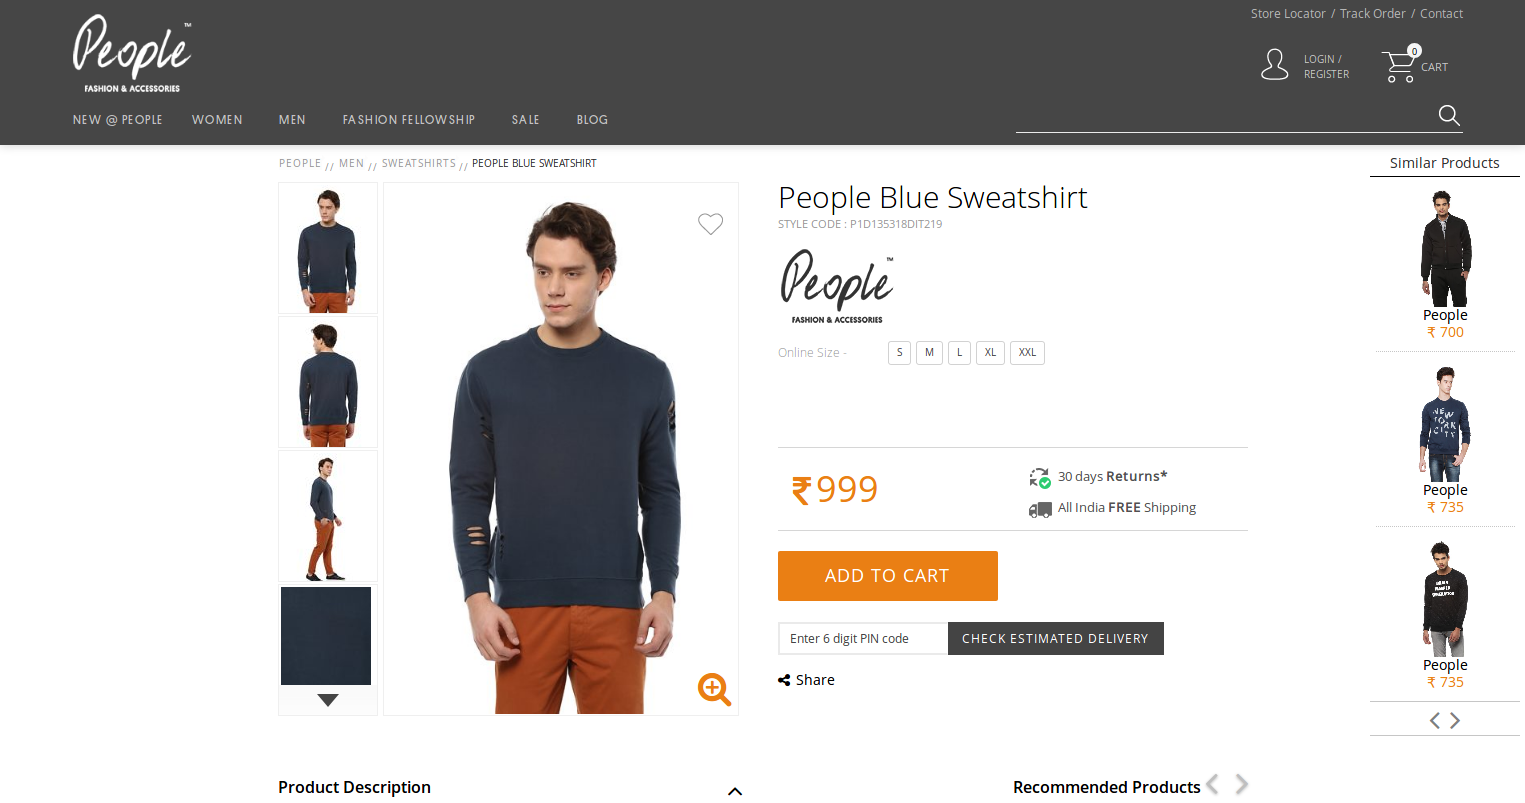 People™
FASHION & ACCESSORIES
Store Locator / Track Order / Contact
LOGIN /
REGISTER
0
CART
NEW @ PEOPLE WOMEN MEN FASHION FELLOWSHIP SALE BLOG
PEOPLE // MEN // SWEATSHIRTS // PEOPLE BLUE SWEATSHIRT
People Blue Sweatshirt
STYLE CODE : P1D135318DIT219
People™
FASHION & ACCESSORIES
Online Size - S M L XL XXL
₹999
30 days Returns*
All India FREE Shipping
ADD TO CART
Enter 6 digit PIN code CHECK ESTIMATED DELIVERY
Share
Similar Products
People
₹ 700
NEW
YORK
CITY
People
₹ 735
People
₹ 735
Product Description
Recommended Products